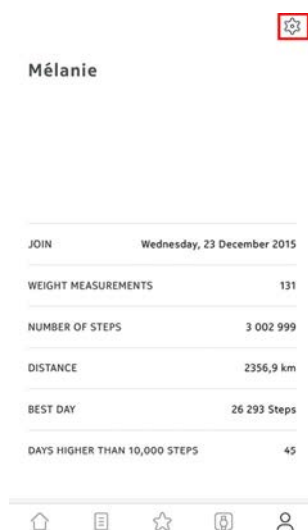 Mélanie
JOIN Wednesday, 23 December 2015
WEIGHT MEASUREMENTS 131
NUMBER OF STEPS 3 002 999
DISTANCE 2356,9 km
BEST DAY 26 293 Steps
DAYS HIGHER THAN 10,000 STEPS 45